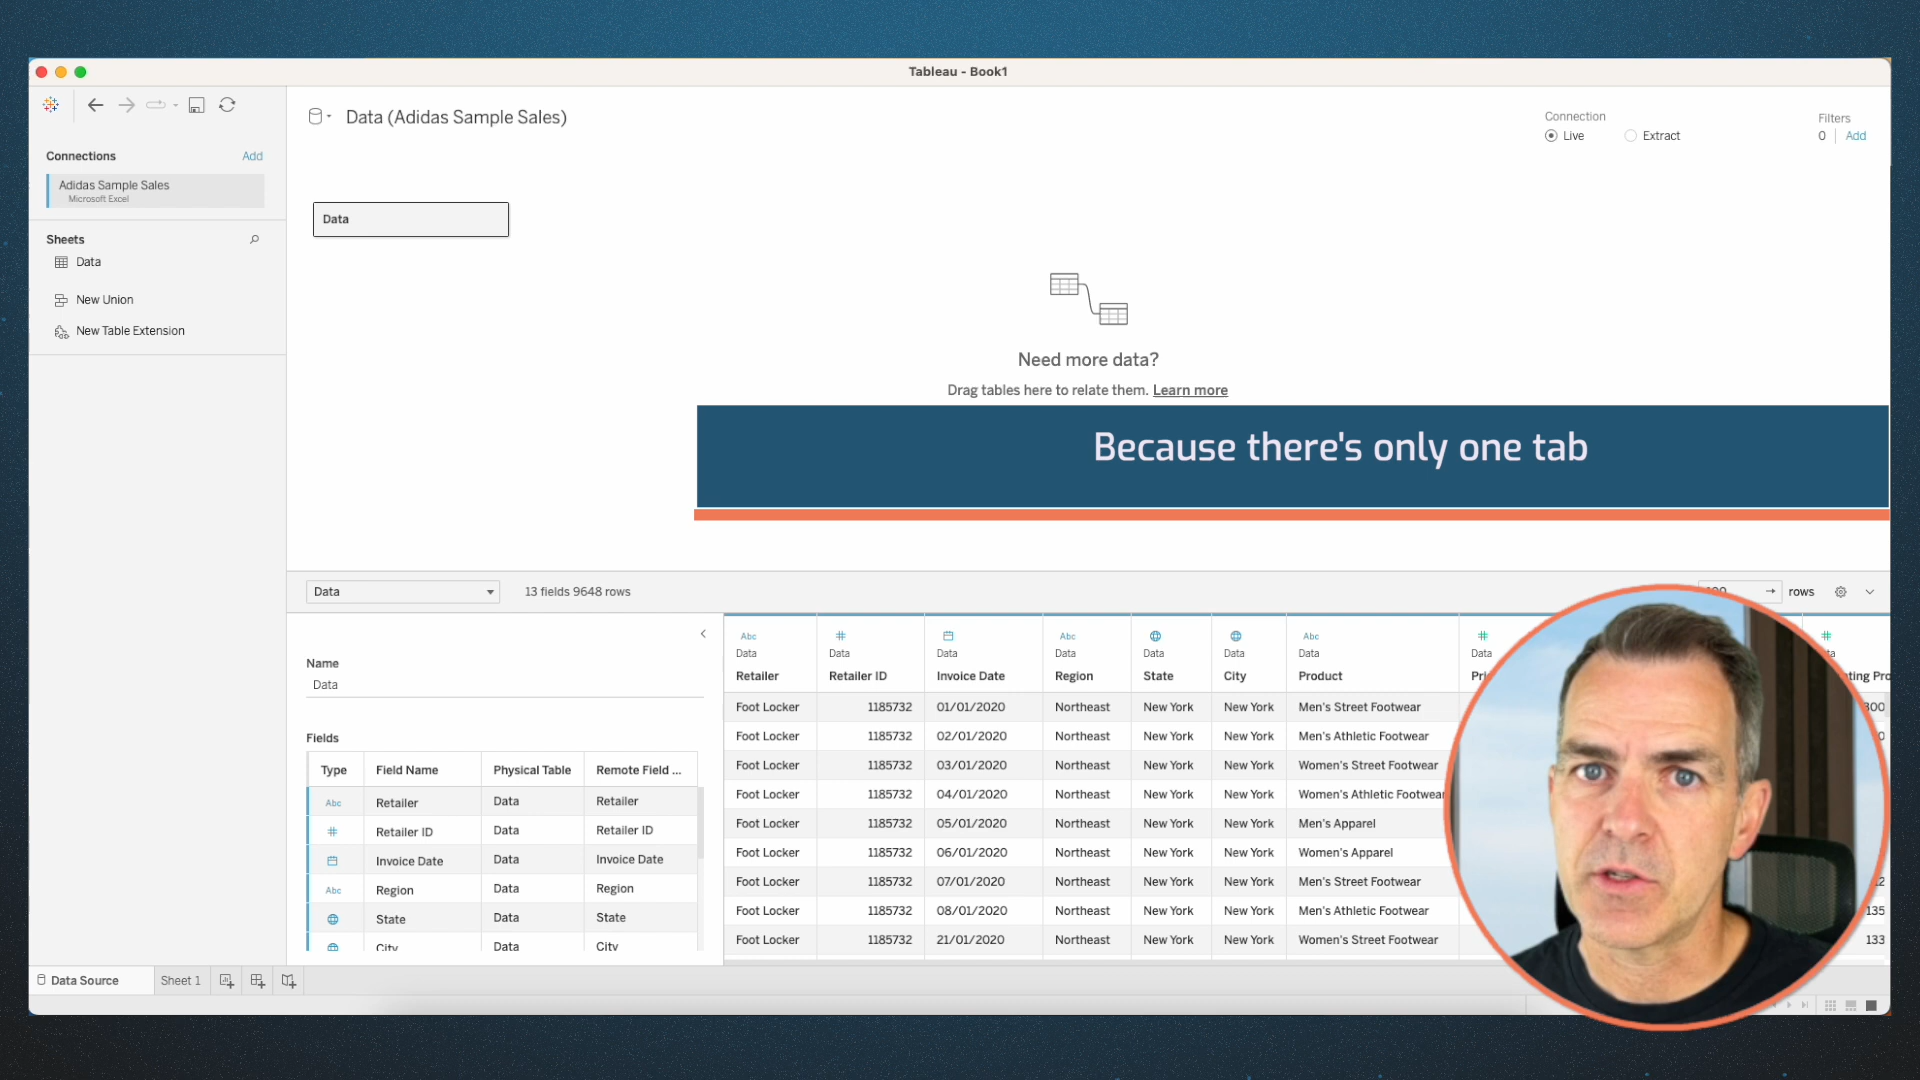 Tableau - Book1
Data (Adidas Sample Sales)
Connection
Live
Extract
Filters
0
Add
Connections
Add
Adidas Sample Sales
Microsoft Excel
Sheets
Data
New Union
New Table Extension
Data
Need more data?
Drag tables here to relate them. Learn more
Because there's only one tab
Data
13 fields 9648 rows
rows
Name
Data
Fields
Type Field Name Physical Table Remote Field ...
Abc Retailer Data Retailer
# Retailer ID Data Retailer ID
Invoice Date Data Invoice Date
Abc Region Data Region
State Data State
City Data City
Abc # Abc Abc # #
Data Data Data Data Data Data Data Data
Retailer Retailer ID Invoice Date Region State City Product
Foot Locker 1185732 01/01/2020 Northeast New York New York Men's Street Footwear
Foot Locker 1185732 02/01/2020 Northeast New York New York Men's Athletic Footwear
Foot Locker 1185732 03/01/2020 Northeast New York New York Women's Street Footwear
Foot Locker 1185732 04/01/2020 Northeast New York New York Women's Athletic Footwear
Foot Locker 1185732 05/01/2020 Northeast New York New York Men's Apparel
Foot Locker 1185732 06/01/2020 Northeast New York New York Women's Apparel
Foot Locker 1185732 07/01/2020 Northeast New York New York Men's Street Footwear
Foot Locker 1185732 08/01/2020 Northeast New York New York Men's Athletic Footwear 135
Foot Locker 1185732 21/01/2020 Northeast New York New York Women's Street Footwear 133
Data Source
Sheet 1